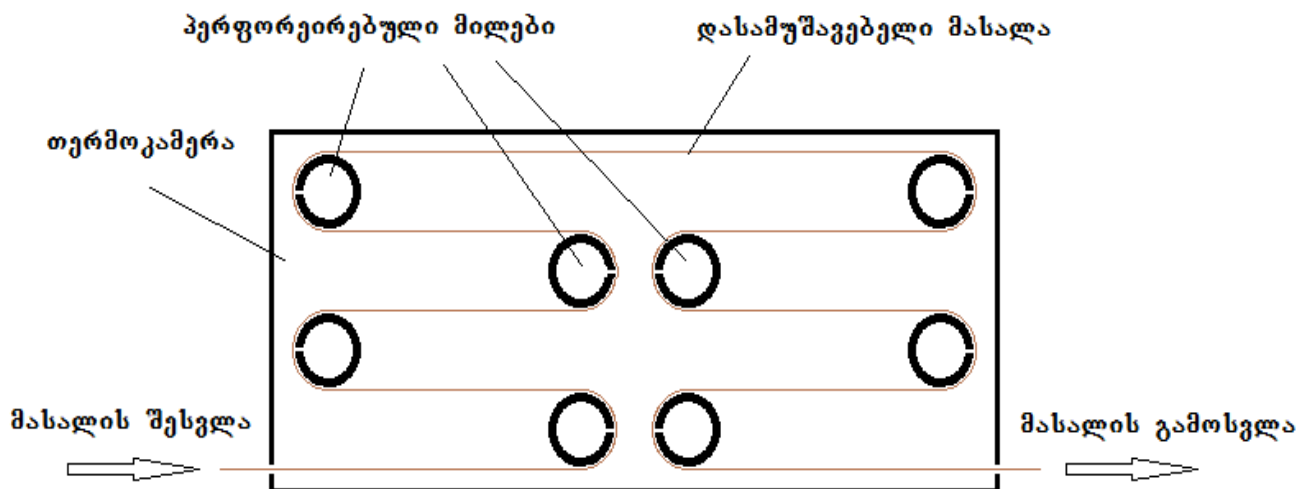 პერფორეირებული მილები
დასამუშავებელი მასალა
თერმოკამერა
მასალის შესვლა
მასალის გამოსვლა